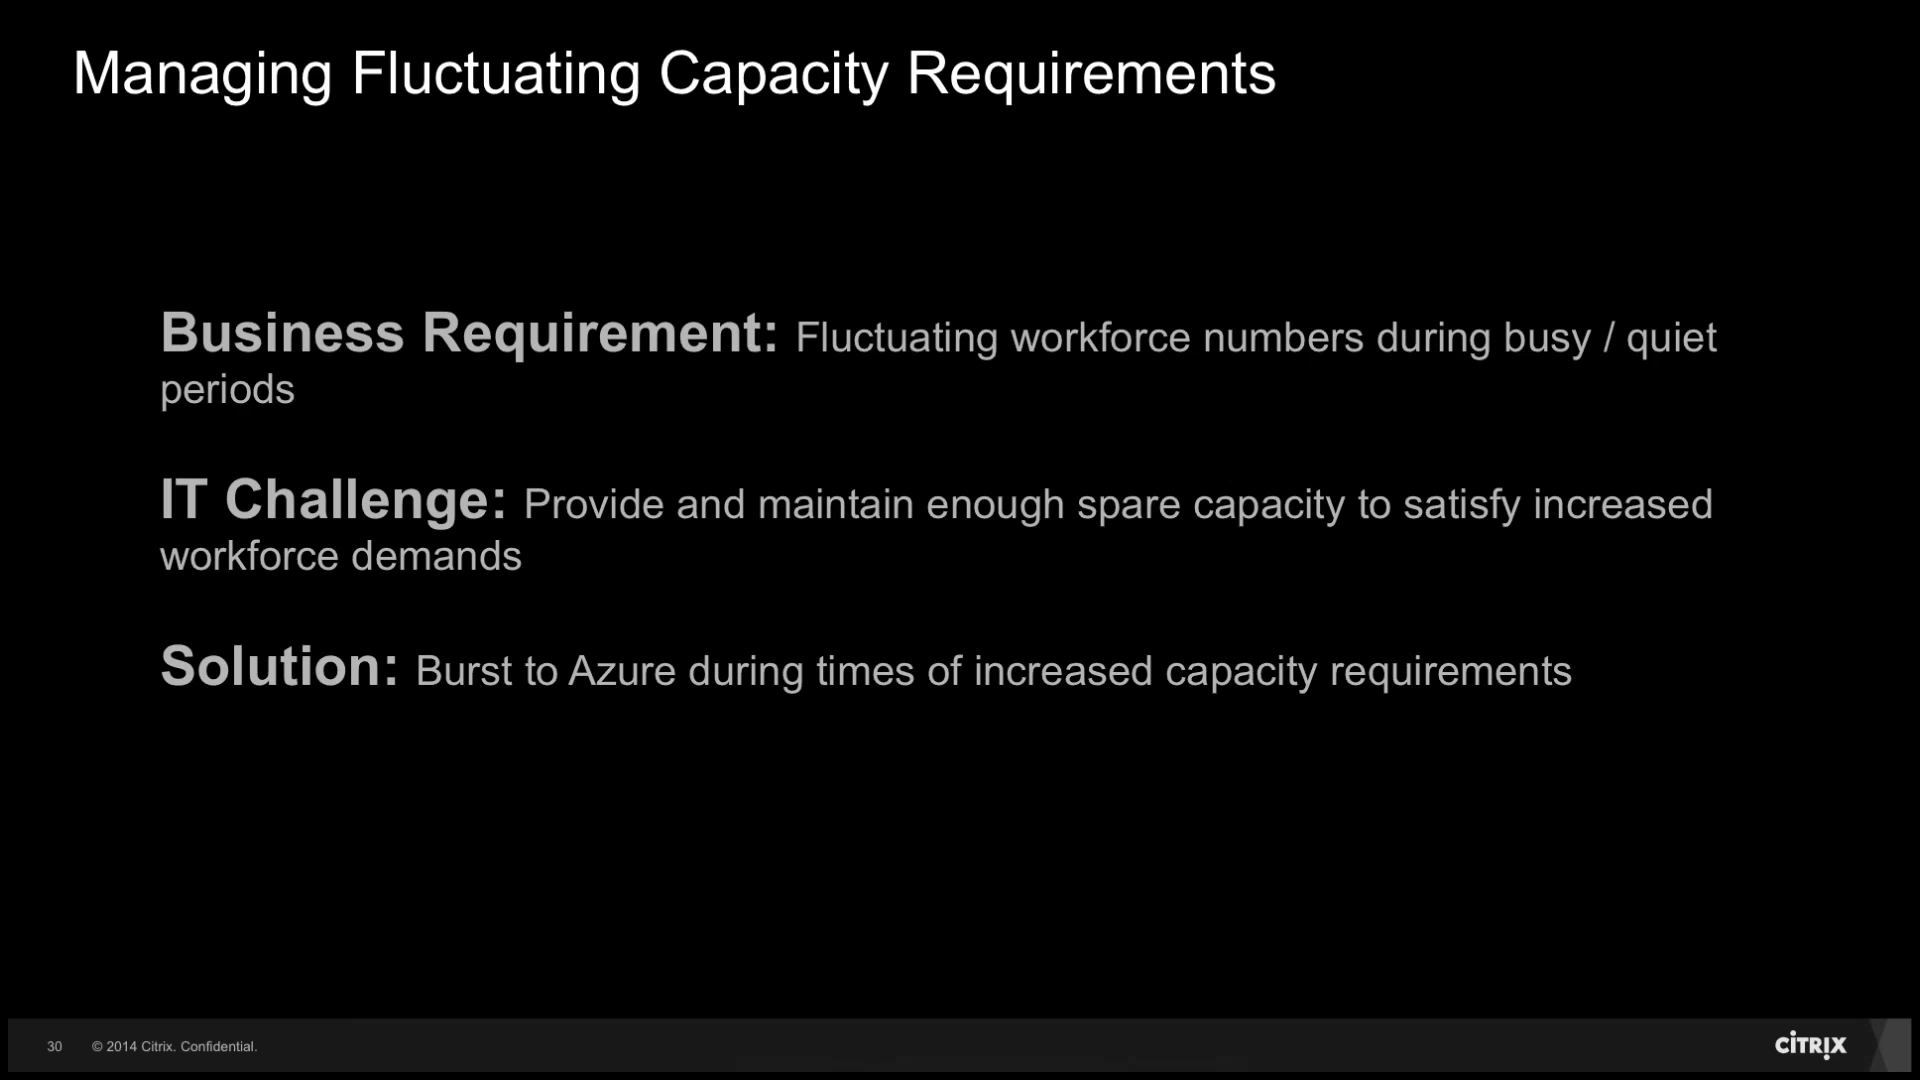 Managing Fluctuating Capacity Requirements
Business Requirement: Fluctuating workforce numbers during busy / quiet
periods
IT Challenge: Provide and maintain enough spare capacity to satisfy increased
workforce demands
Solution: Burst to Azure during times of increased capacity requirements
30 © 2014 Citrix. Confidential.
CITRIX